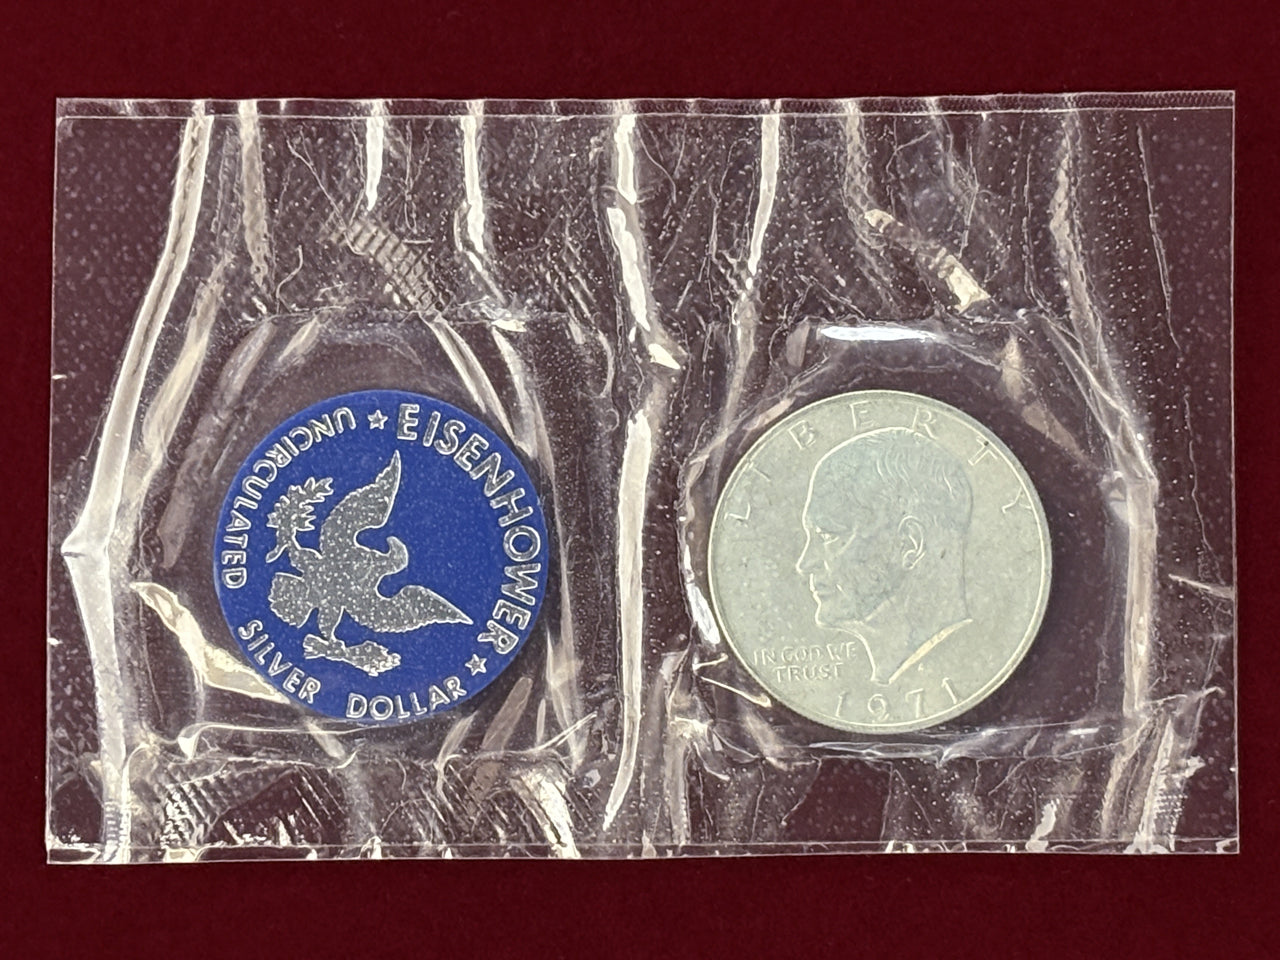 ★ EISENHOWER ★
UNCIRCULATED
SILVER DOLLAR
LIBERTY
IN GOD WE
TRUST
1971